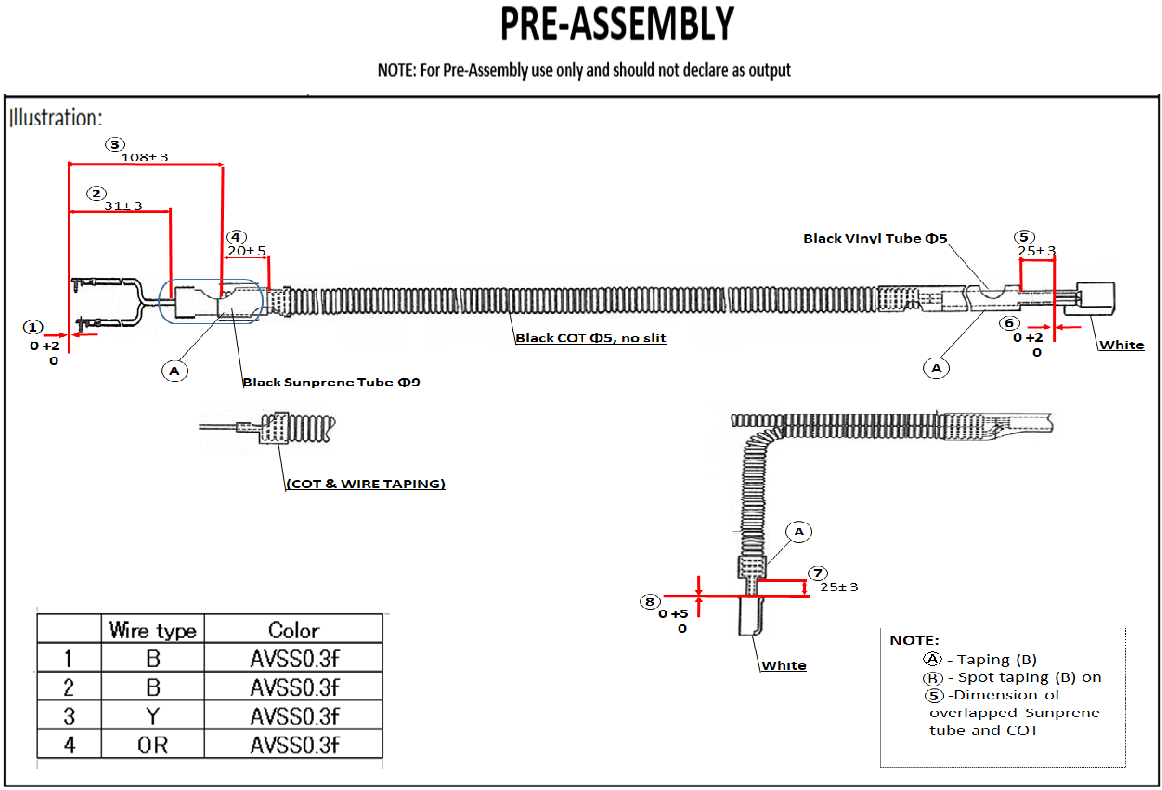 PRE-ASSEMBLY
NOTE: For Pre-Assembly use only and should not declare as output
Illustration:
3
108±3
2
31±3
4
20±5
Black Vinyl Tube Φ5
5
25±3
1
0 +2
0
A
Black Sunprene Tube Φ9
Black COT Φ5, no slit
6
0 +2
0
A
White
(COT & WIRE TAPING)
A
7
25±3
8
0 +5
0
White
Wire type Color
1 B AVSS0.3f
2 B AVSS0.3f
3 Y AVSS0.3f
4 OR AVSS0.3f
NOTE:
A - Taping (B)
B - Spot taping (B) on
5 -Dimension of
overlapped Sunprene
tube and COT